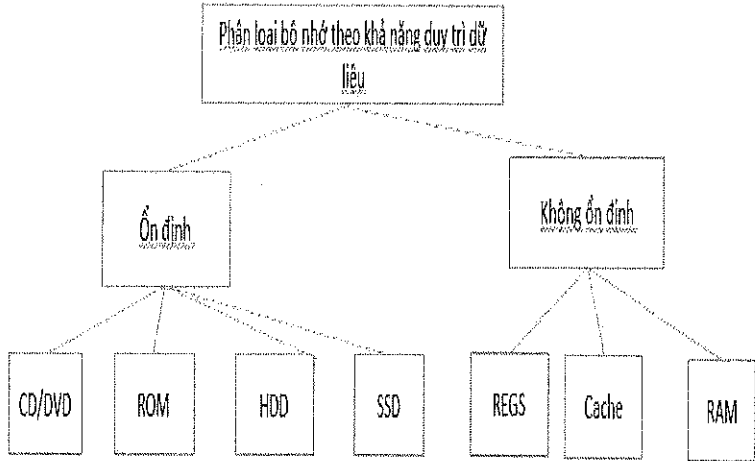 Phân loại bộ nhớ theo khả năng duy trì dữ
liệu
Ổn định
Không ổn định
CD/DVD
ROM
HDD
SSD
REGS
Cache
RAM